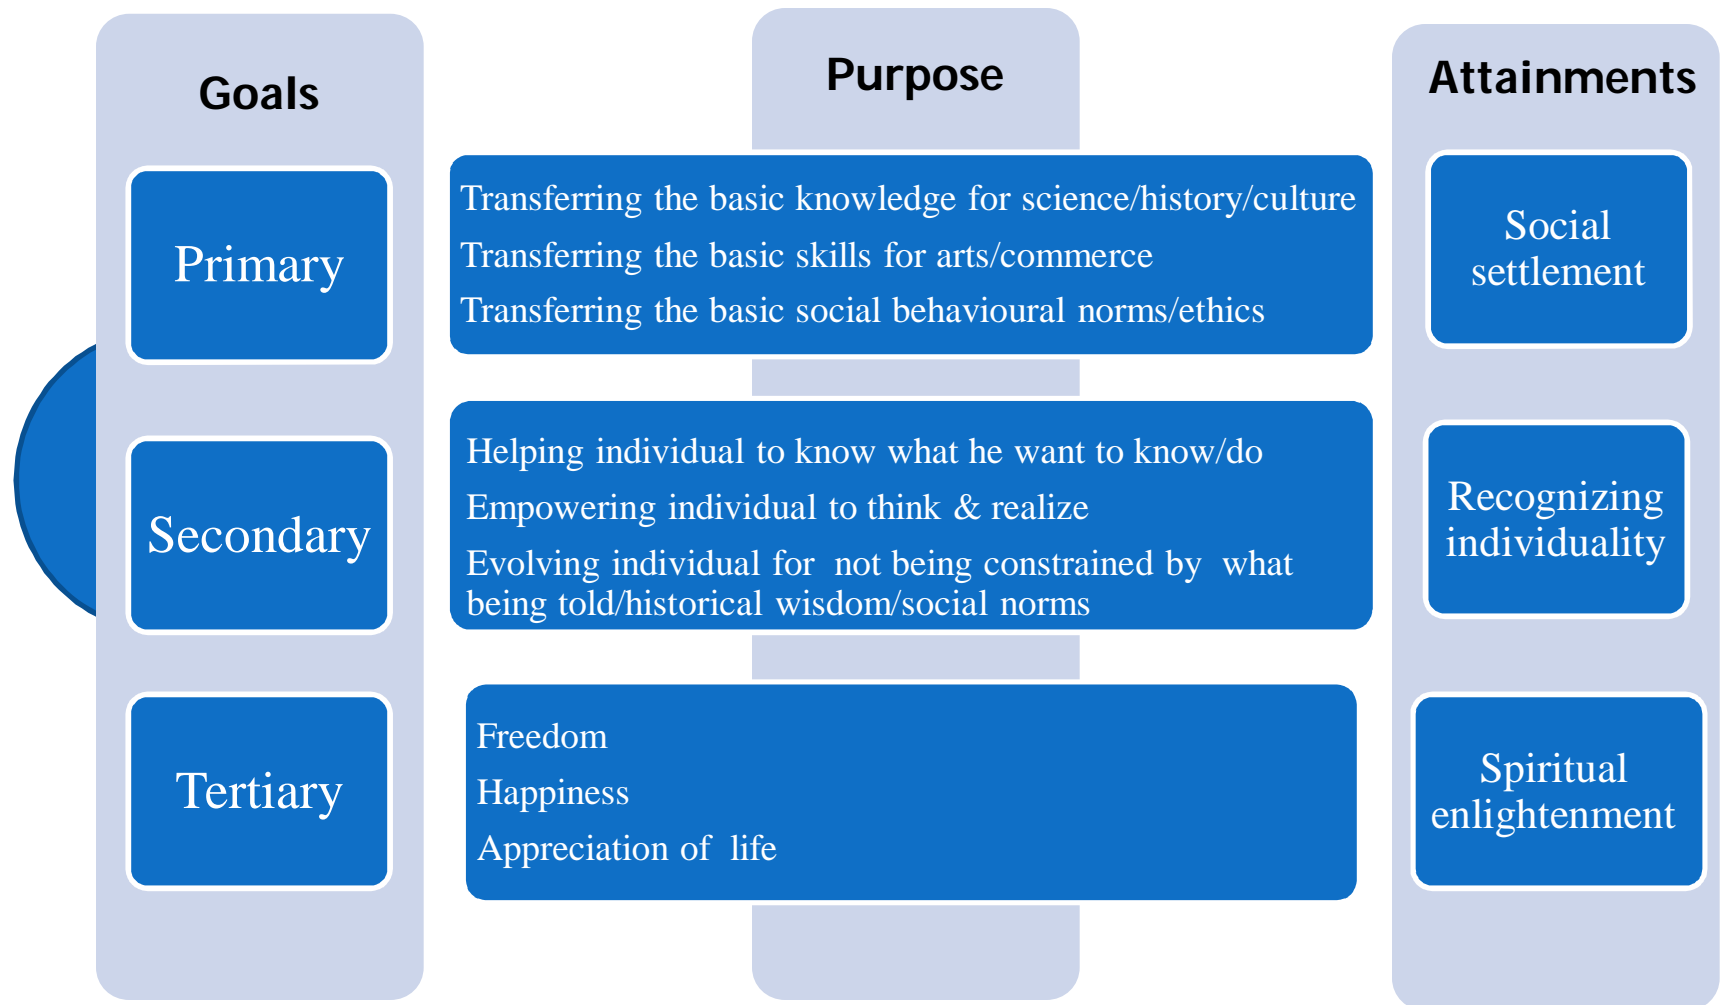 Goals
Purpose
Attainments
Primary
Transferring the basic knowledge for science/history/culture
Transferring the basic skills for arts/commerce
Transferring the basic social behavioural norms/ethics
Social
settlement
Secondary
Helping individual to know what he want to know/do
Empowering individual to think & realize
Evolving individual for not being constrained by what
being told/historical wisdom/social norms
Recognizing
individuality
Tertiary
Freedom
Happiness
Appreciation of life
Spiritual
enlightenment